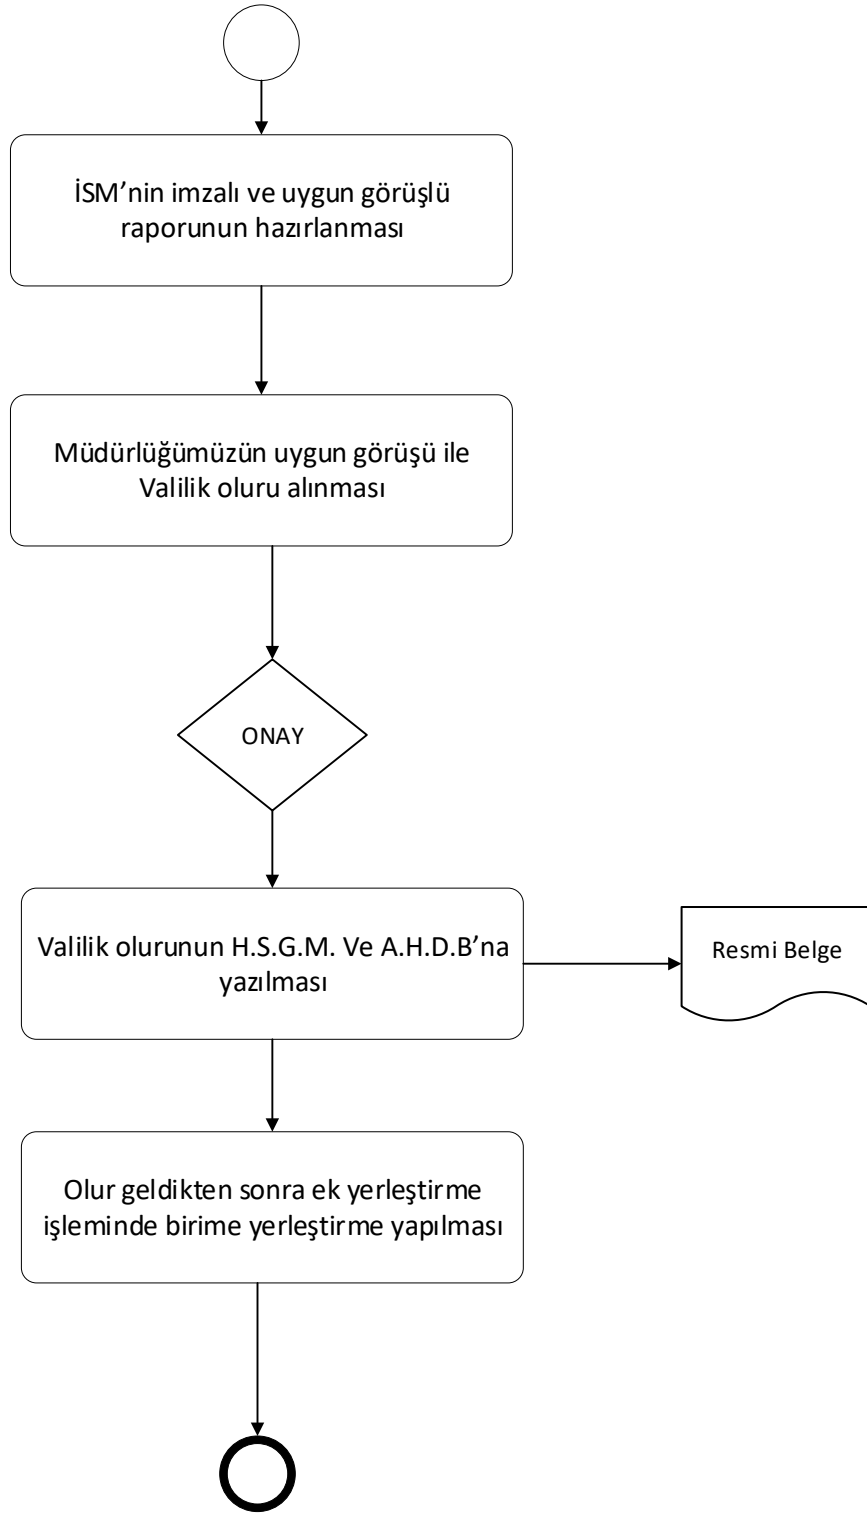 İSM’nin imzalı ve uygun görüşlü
raporunun hazırlanması
Müdürlüğümüzün uygun görüşü ile
Valilik oluru alınması
ONAY
Valilik olurunun H.S.G.M. Ve A.H.D.B’na
yazılması
Resmi Belge
Olur geldikten sonra ek yerleştirme
işleminde birime yerleştirme yapılması